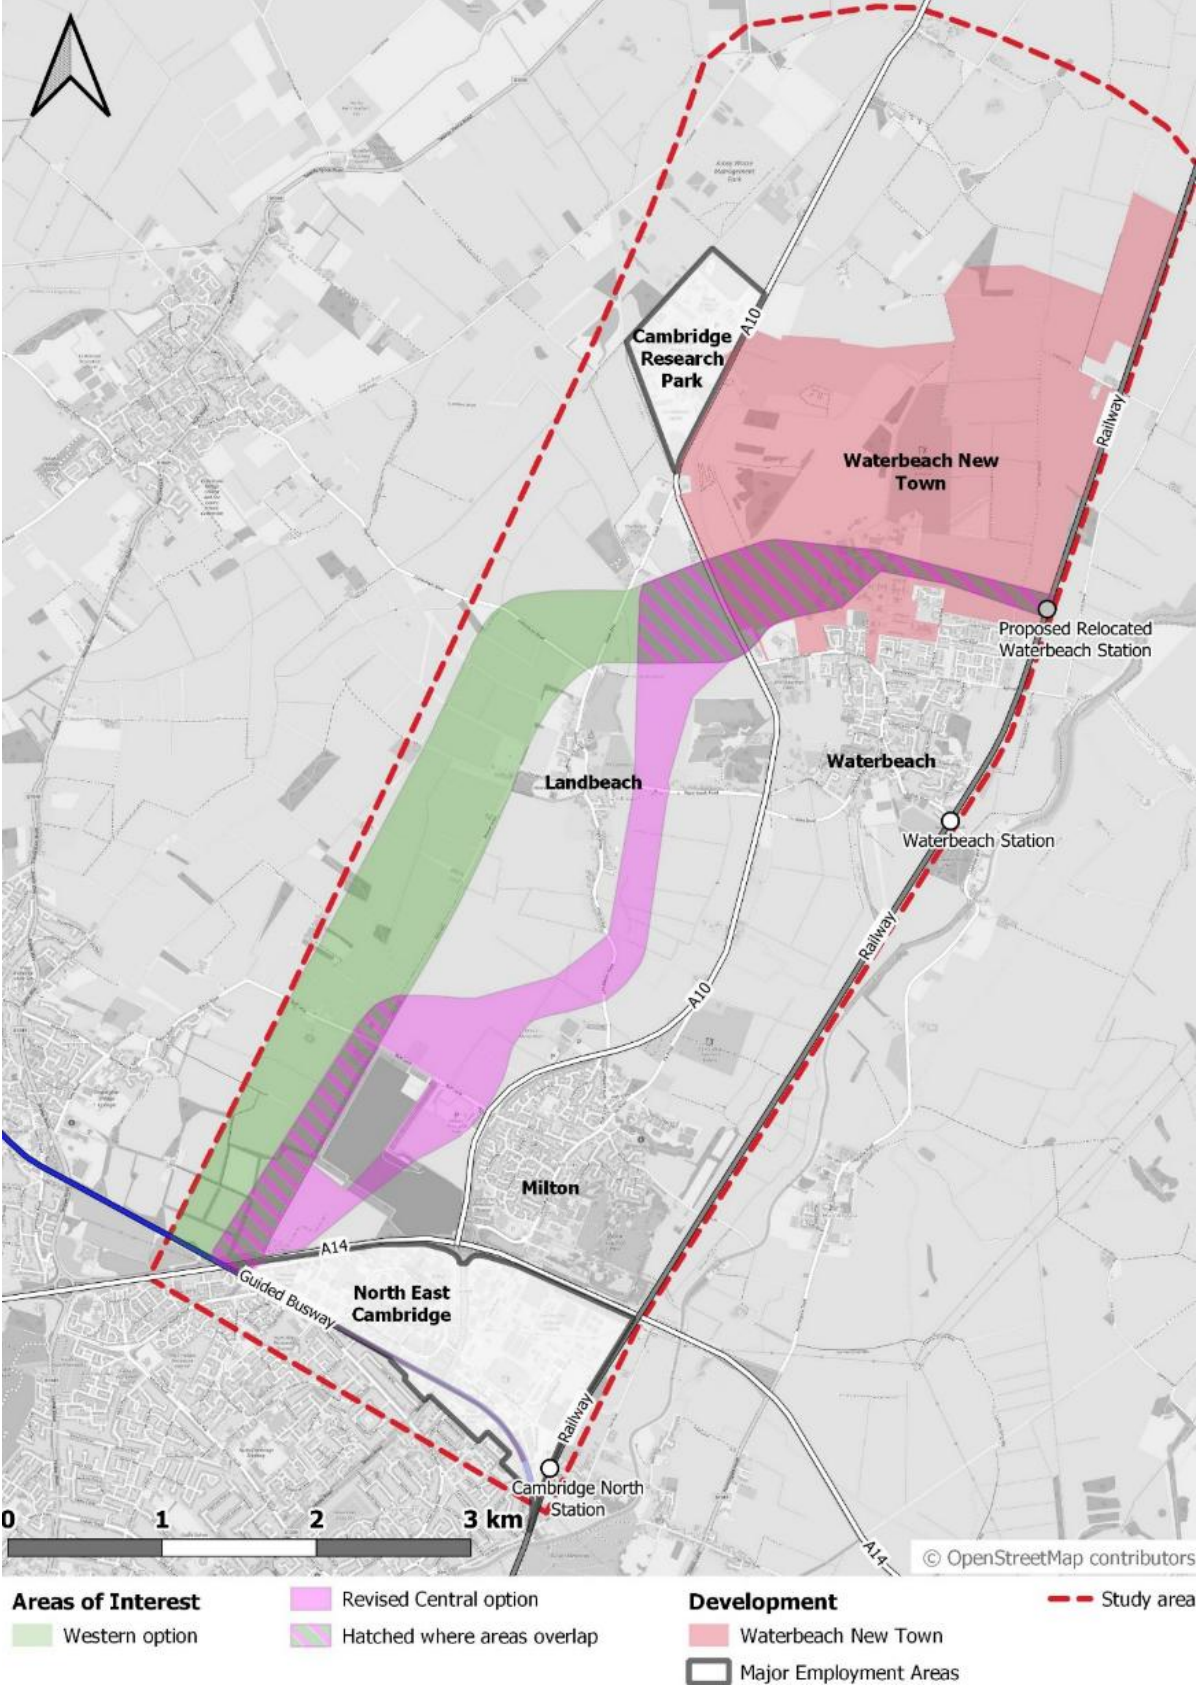 Cambridge
Research
Park
A10
Railway
Waterbeach New
Town
Proposed Relocated
Waterbeach Station
Waterbeach
Landbeach
Waterbeach Station
Railway
A10
Milton
A14
Guided Busway
North East
Cambridge
Railway
Cambridge North
Station
A14
0 1 2 3 km
© OpenStreetMap contributors
Areas of Interest
Western option
Revised Central option
Hatched where areas overlap
Development
Waterbeach New Town
Major Employment Areas
Study area